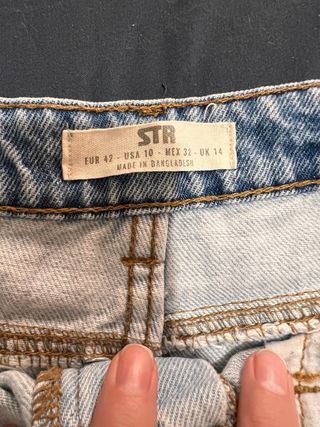 STR
EUR 42 - USA 10 - MEX 32 - UK 14
MADE IN BANGLADESH